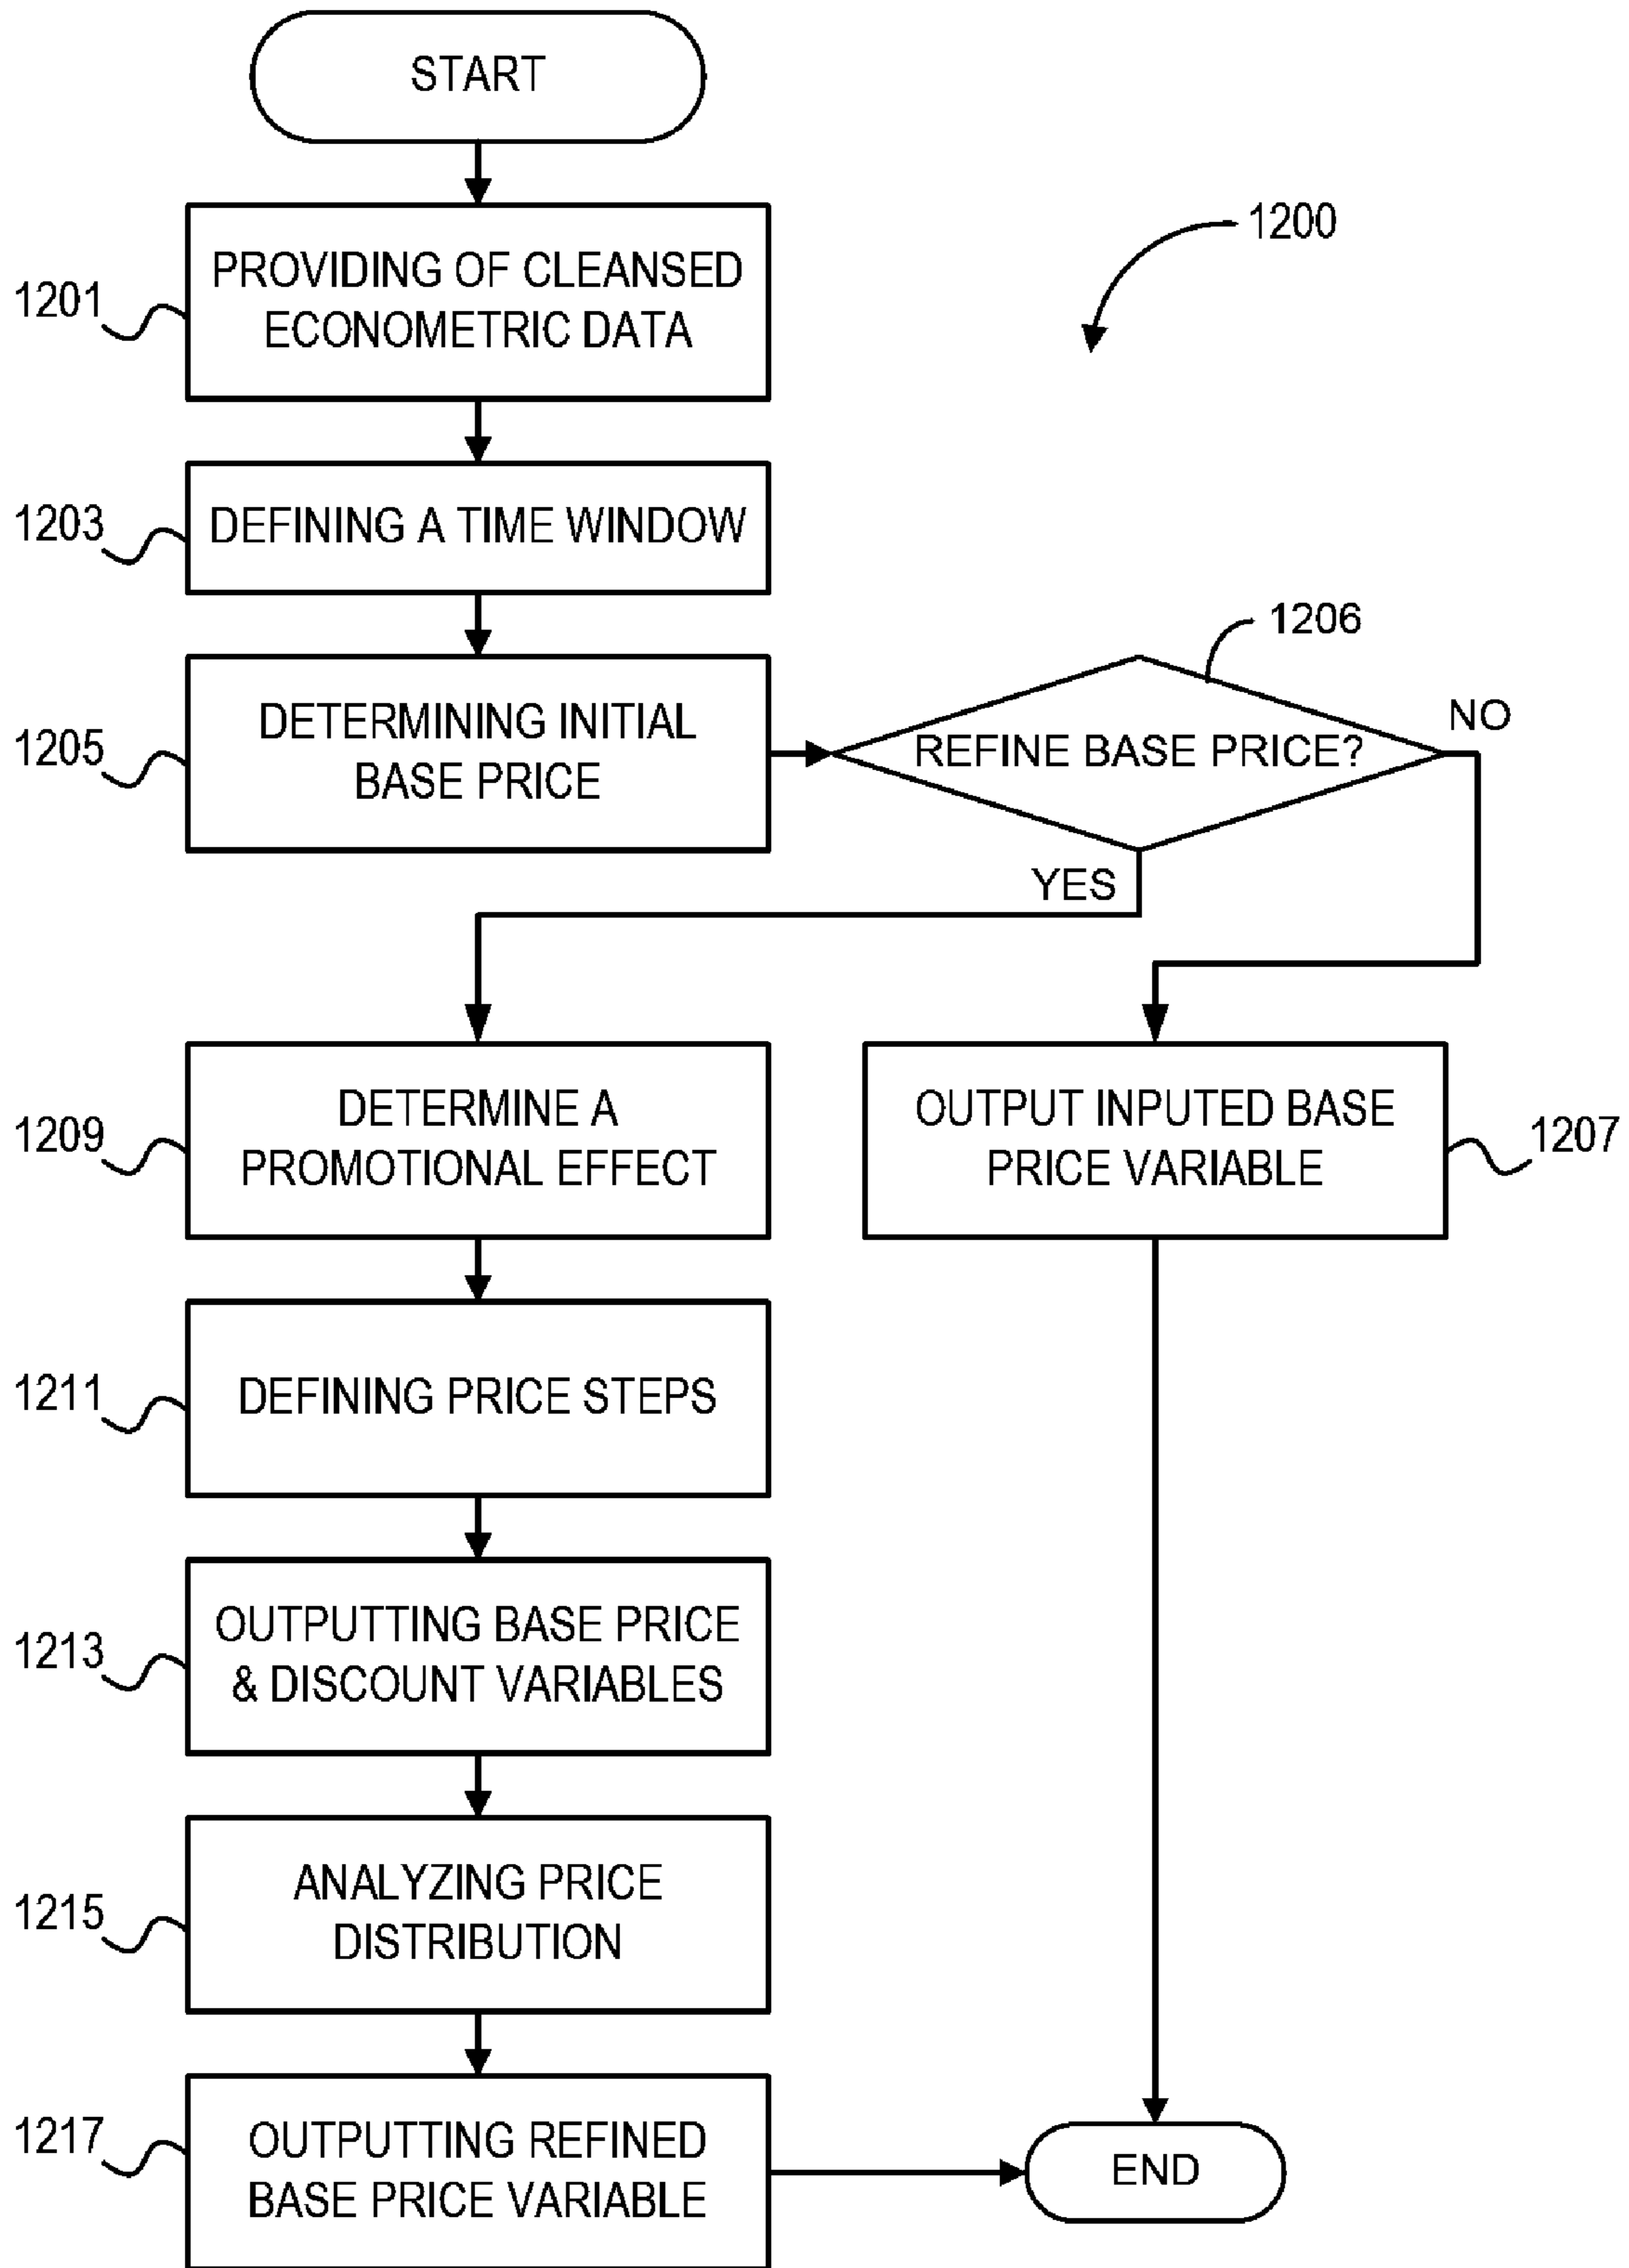 START
1200
1201
PROVIDING OF CLEANSED
ECONOMETRIC DATA
1203
DEFINING A TIME WINDOW
1205
DETERMINING INITIAL
BASE PRICE
1206
REFINE BASE PRICE?
NO
YES
1209
DETERMINE A
PROMOTIONAL EFFECT
OUTPUT INPUTED BASE
PRICE VARIABLE
1207
1211
DEFINING PRICE STEPS
1213
OUTPUTTING BASE PRICE
& DISCOUNT VARIABLES
1215
ANALYZING PRICE
DISTRIBUTION
1217
OUTPUTTING REFINED
BASE PRICE VARIABLE
END